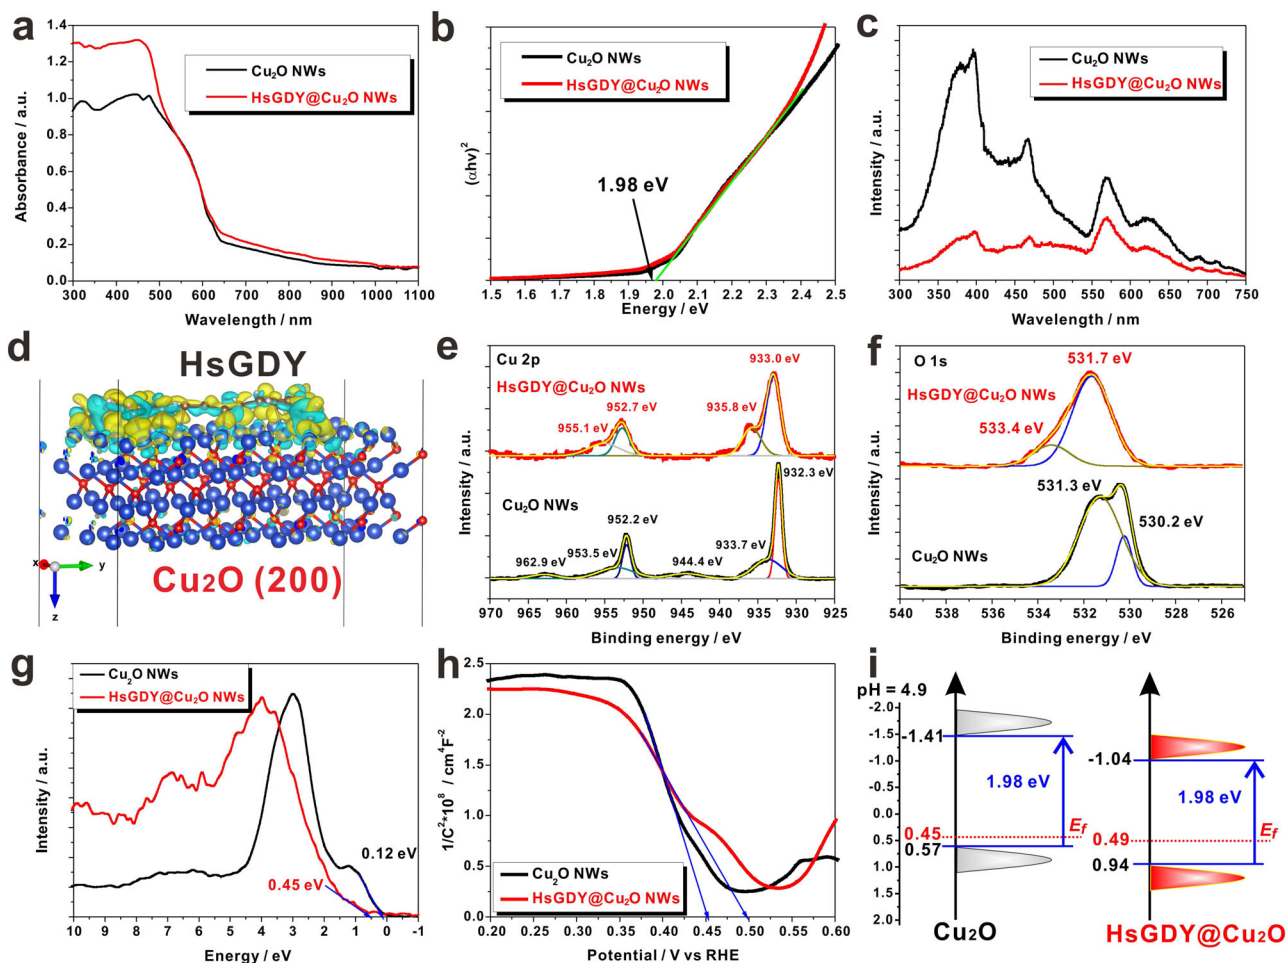 a
1.4
1.2
1.0
0.8
0.6
0.4
0.2
0.0
Absorbance / a.u.
Cu₂O NWs
HsGDY@Cu₂O NWs
300 400 500 600 700 800 900 1000 1100
Wavelength / nm
b
(αhv)²
Cu₂O NWs
HsGDY@Cu₂O NWs
1.98 eV
1.5 1.6 1.7 1.8 1.9 2.0 2.1 2.2 2.3 2.4 2.5
Energy / eV
c
Intensity / a.u.
Cu₂O NWs
HsGDY@Cu₂O NWs
300 350 400 450 500 550 600 650 700 750
Wavelength / nm
d
HsGDY
x
y
z
Cu₂O (200)
e
Intensity / a.u.
Cu 2p
933.0 eV
HsGDY@Cu₂O NWs
952.7 eV
935.8 eV
955.1 eV
932.3 eV
Cu₂O NWs
952.2 eV
953.5 eV
933.7 eV
962.9 eV
944.4 eV
970 965 960 955 950 945 940 935 930 925
Binding energy / eV
f
Intensity / a.u.
O 1s
531.7 eV
HsGDY@Cu₂O NWs
533.4 eV
531.3 eV
530.2 eV
Cu₂O NWs
540 538 536 534 532 530 528 526
Binding energy / eV
g
Intensity / a.u.
Cu₂O NWs
HsGDY@Cu₂O NWs
0.12 eV
0.45 eV
10 9 8 7 6 5 4 3 2 1 0 -1
Energy / eV
h
2.5
2.0
1.5
1.0
0.5
0.0
1/C²*10⁸ / cm⁴F⁻²
Cu₂O NWs
HsGDY@Cu₂O NWs
0.20 0.25 0.30 0.35 0.40 0.45 0.50 0.55 0.60
Potential / V vs RHE
i
pH = 4.9
-2.0
-1.5
-1.0
-0.5
0.0
0.5
1.0
1.5
2.0
-1.41
1.98 eV
0.45
Ef
0.57
Cu₂O
-1.04
1.98 eV
0.49
Ef
0.94
HsGDY@Cu₂O